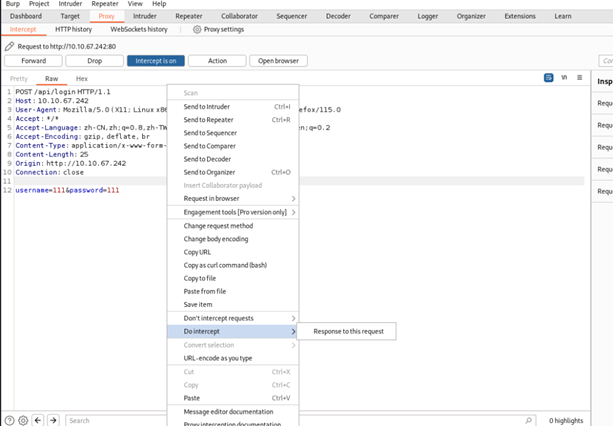 Burp Project Intruder Repeater View Help
Dashboard Target Proxy Intruder Repeater Collaborator Sequencer Decoder Comparer Logger Organizer Extensions Learn
Intercept HTTP history WebSockets history Proxy settings
Request to http://10.10.67.242:80
Forward Drop Intercept is on Action Open browser
Pretty Raw Hex
\n
Insp
1 POST /api/login HTTP/1.1
2 Host: 10.10.67.242
3 User-Agent: Mozilla/5.0 (X11; Linux x86 efox/115.0
4 Accept: */*
5 Accept-Language: zh-CN,zh;q=0.8,zh-TW en;q=0.2
6 Accept-Encoding: gzip, deflate, br
7 Content-Type: application/x-www-form-
8 Content-Length: 25
9 Origin: http://10.10.67.242
10 Connection: close
11
12 username=111&password=111
Scan
Send to Intruder Ctrl+I
Send to Repeater Ctrl+R
Send to Sequencer
Send to Comparer
Send to Decoder
Send to Organizer Ctrl+O
Insert Collaborator payload
Request in browser
Engagement tools [Pro version only]
Change request method
Change body encoding
Copy URL
Copy as curl command (bash)
Copy to file
Paste from file
Save item
Don't intercept requests
Do intercept
Response to this request
Convert selection
URL-encode as you type
Cut Ctrl+X
Copy Ctrl+C
Paste Ctrl+V
Message editor documentation
Proxy interception documentation
Requ
Requ
Requ
Requ
Requ
Search
0 highlights